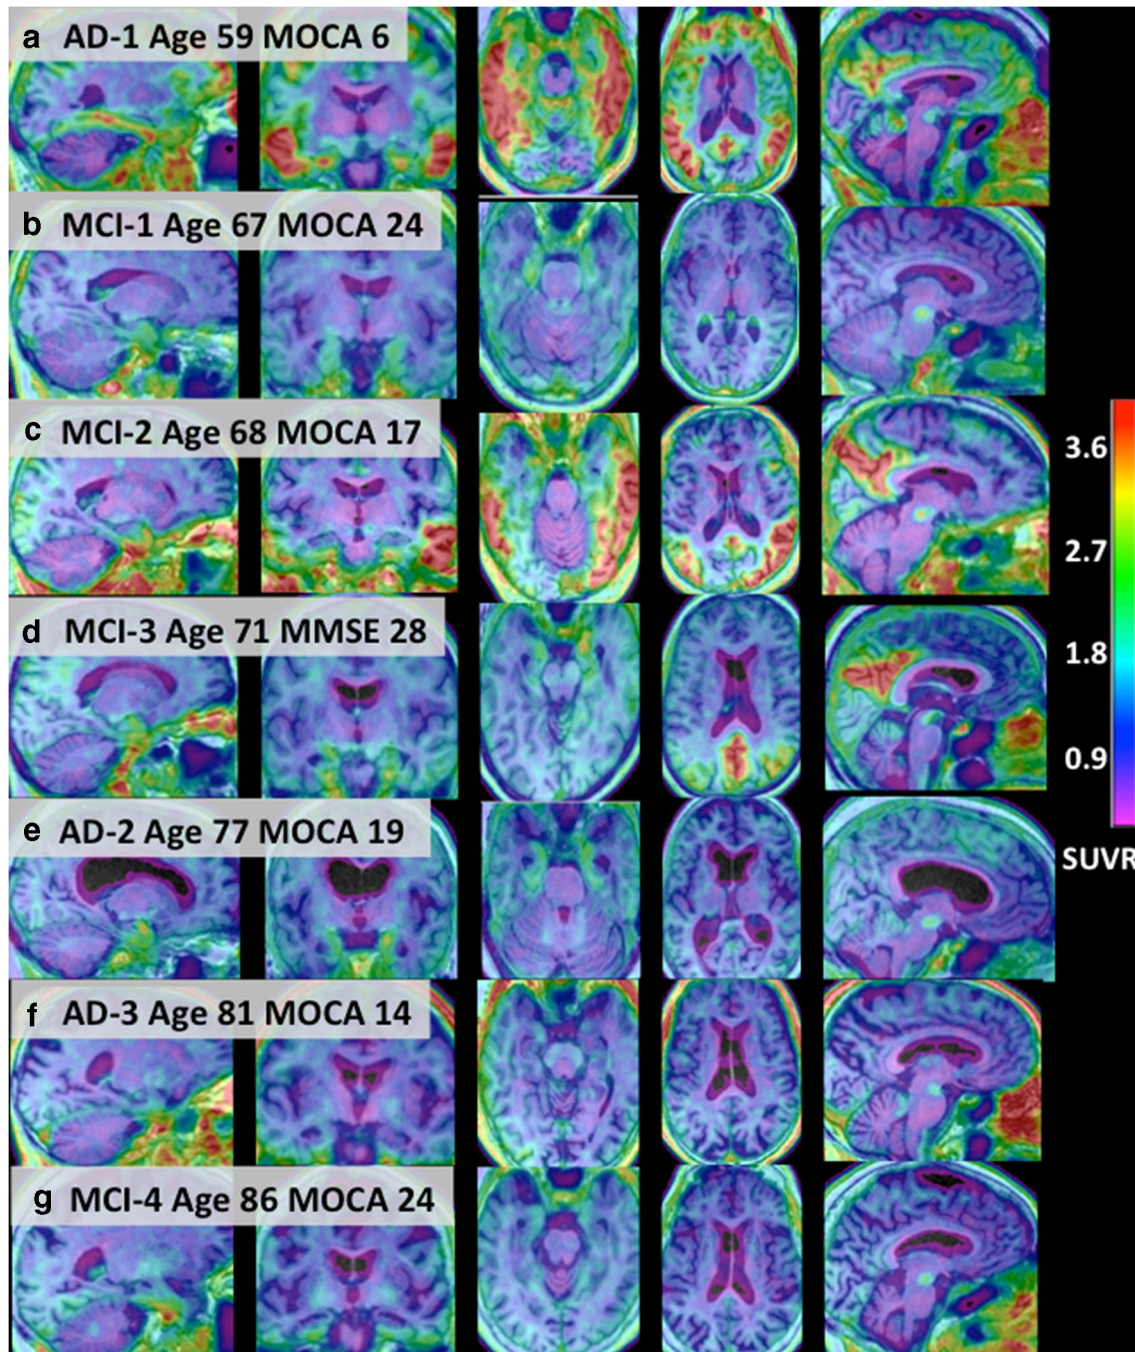 a AD-1 Age 59 MOCA 6
b MCI-1 Age 67 MOCA 24
c MCI-2 Age 68 MOCA 17
3.6
2.7
d MCI-3 Age 71 MMSE 28
1.8
0.9
e AD-2 Age 77 MOCA 19
SUVR
f AD-3 Age 81 MOCA 14
g MCI-4 Age 86 MOCA 24